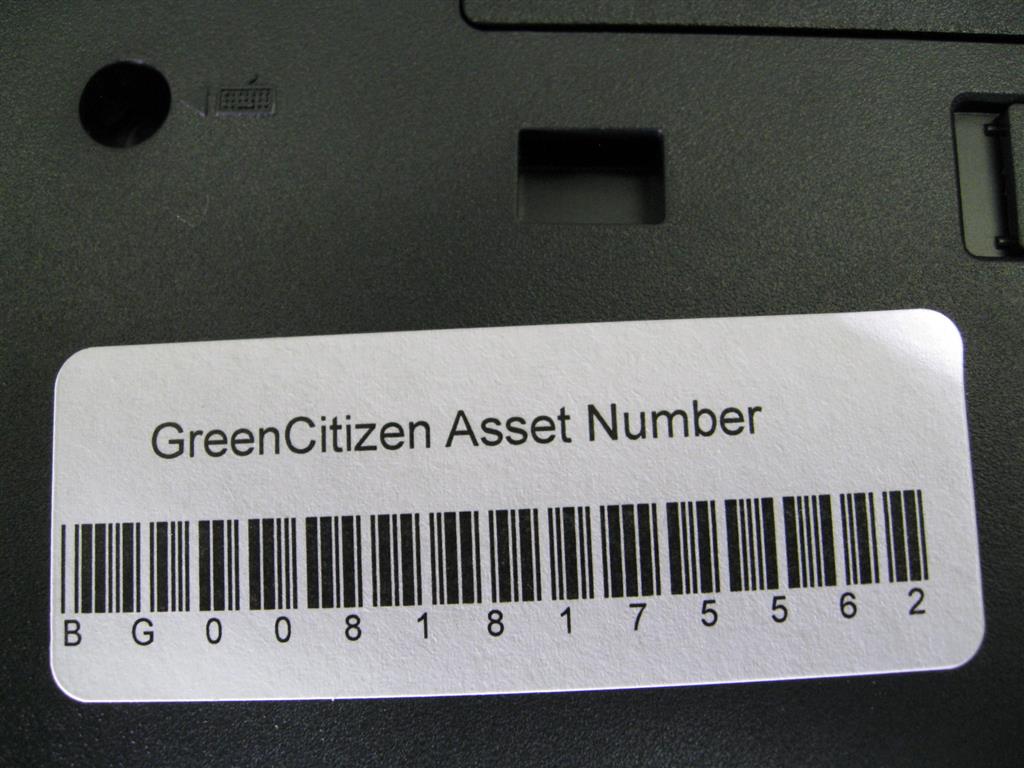 GreenCitizen Asset Number
B G 0 0 8 1 8 1 7 5 5 6 2